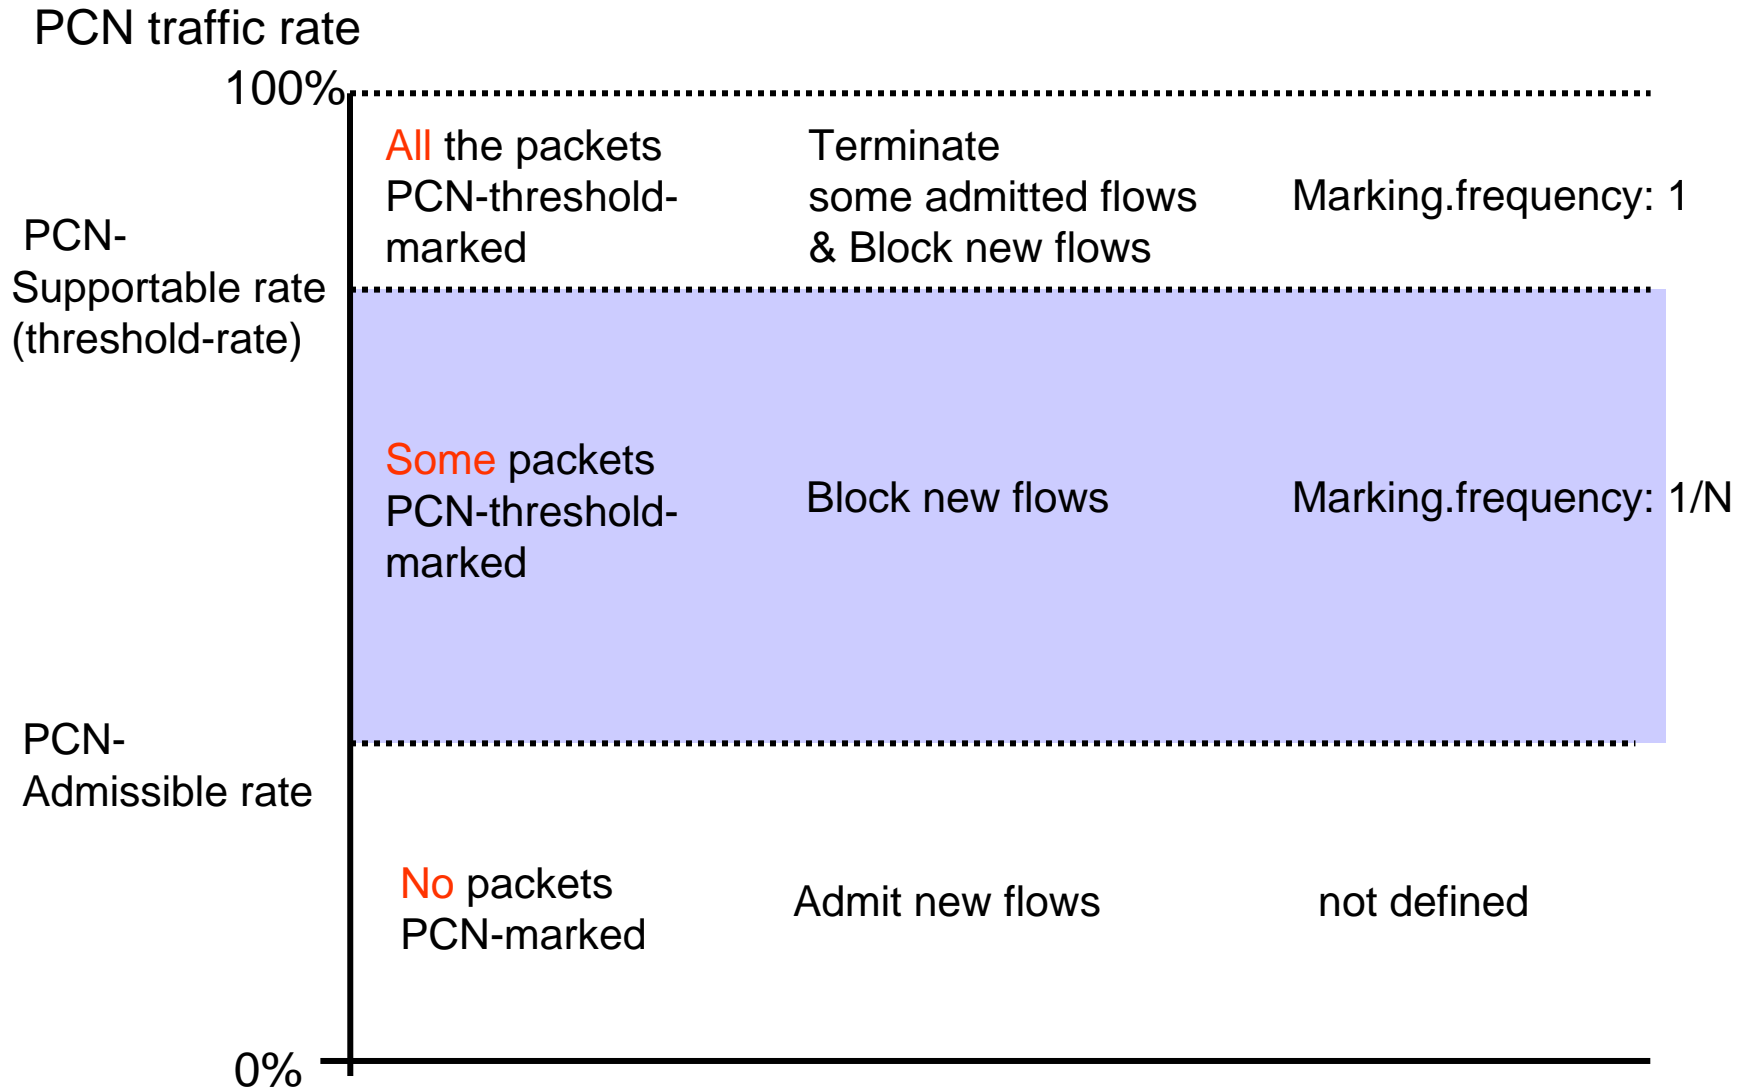 PCN traffic rate
100%
All the packets
PCN-threshold-
marked
Terminate
some admitted flows
& Block new flows
Marking.frequency: 1
PCN-
Supportable rate
(threshold-rate)
Some packets
PCN-threshold-
marked
Block new flows
Marking.frequency: 1/N
PCN-
Admissible rate
No packets
PCN-marked
Admit new flows
not defined
0%